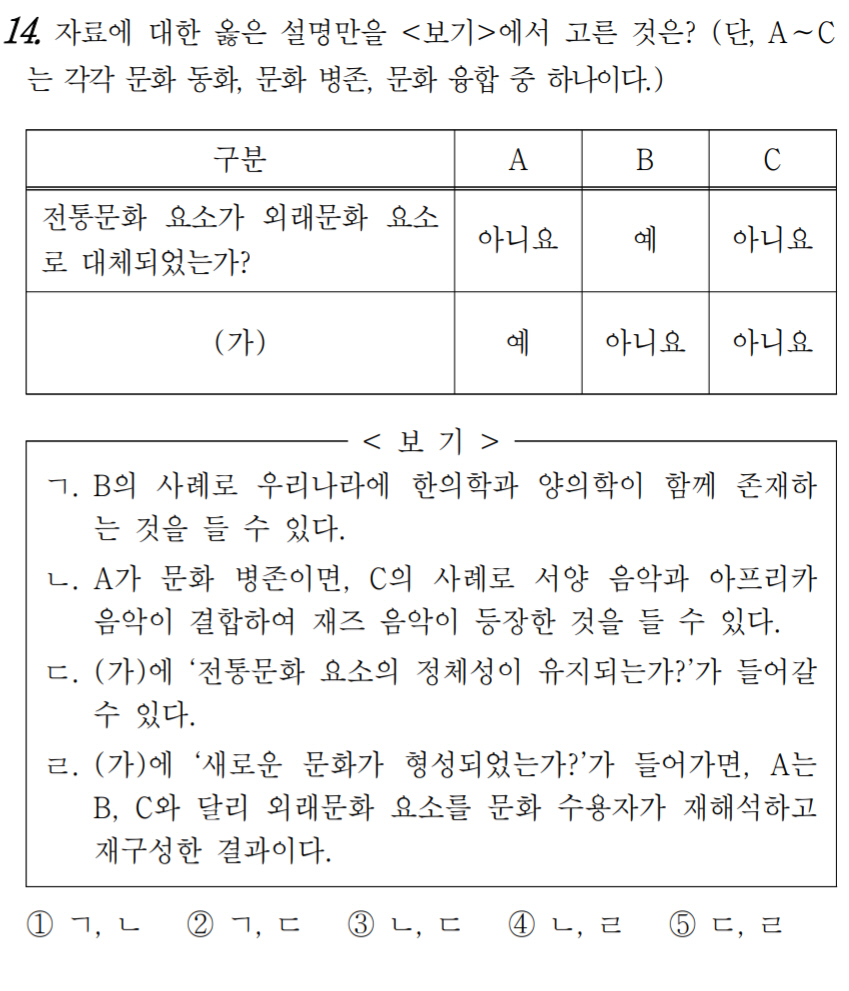 14. 자료에 대한 옳은 설명만을 <보기>에서 고른 것은? (단, A~C
는 각각 문화 동화, 문화 병존, 문화 융합 중 하나이다.)
구분 A B C
전통문화 요소가 외래문화 요소
로 대체되었는가? 아니요 예 아니요
(가) 예 아니요 아니요
< 보 기 >
ㄱ. B의 사례로 우리나라에 한의학과 양의학이 함께 존재하
는 것을 들 수 있다.
ㄴ. A가 문화 병존이면, C의 사례로 서양 음악과 아프리카
음악이 결합하여 재즈 음악이 등장한 것을 들 수 있다.
ㄷ. (가)에 ‘전통문화 요소의 정체성이 유지되는가?’가 들어갈
수 있다.
ㄹ. (가)에 ‘새로운 문화가 형성되었는가?’가 들어가면, A는
B, C와 달리 외래문화 요소를 문화 수용자가 재해석하고
재구성한 결과이다.
① ㄱ, ㄴ ② ㄱ, ㄷ ③ ㄴ, ㄷ ④ ㄴ, ㄹ ⑤ ㄷ, ㄹ